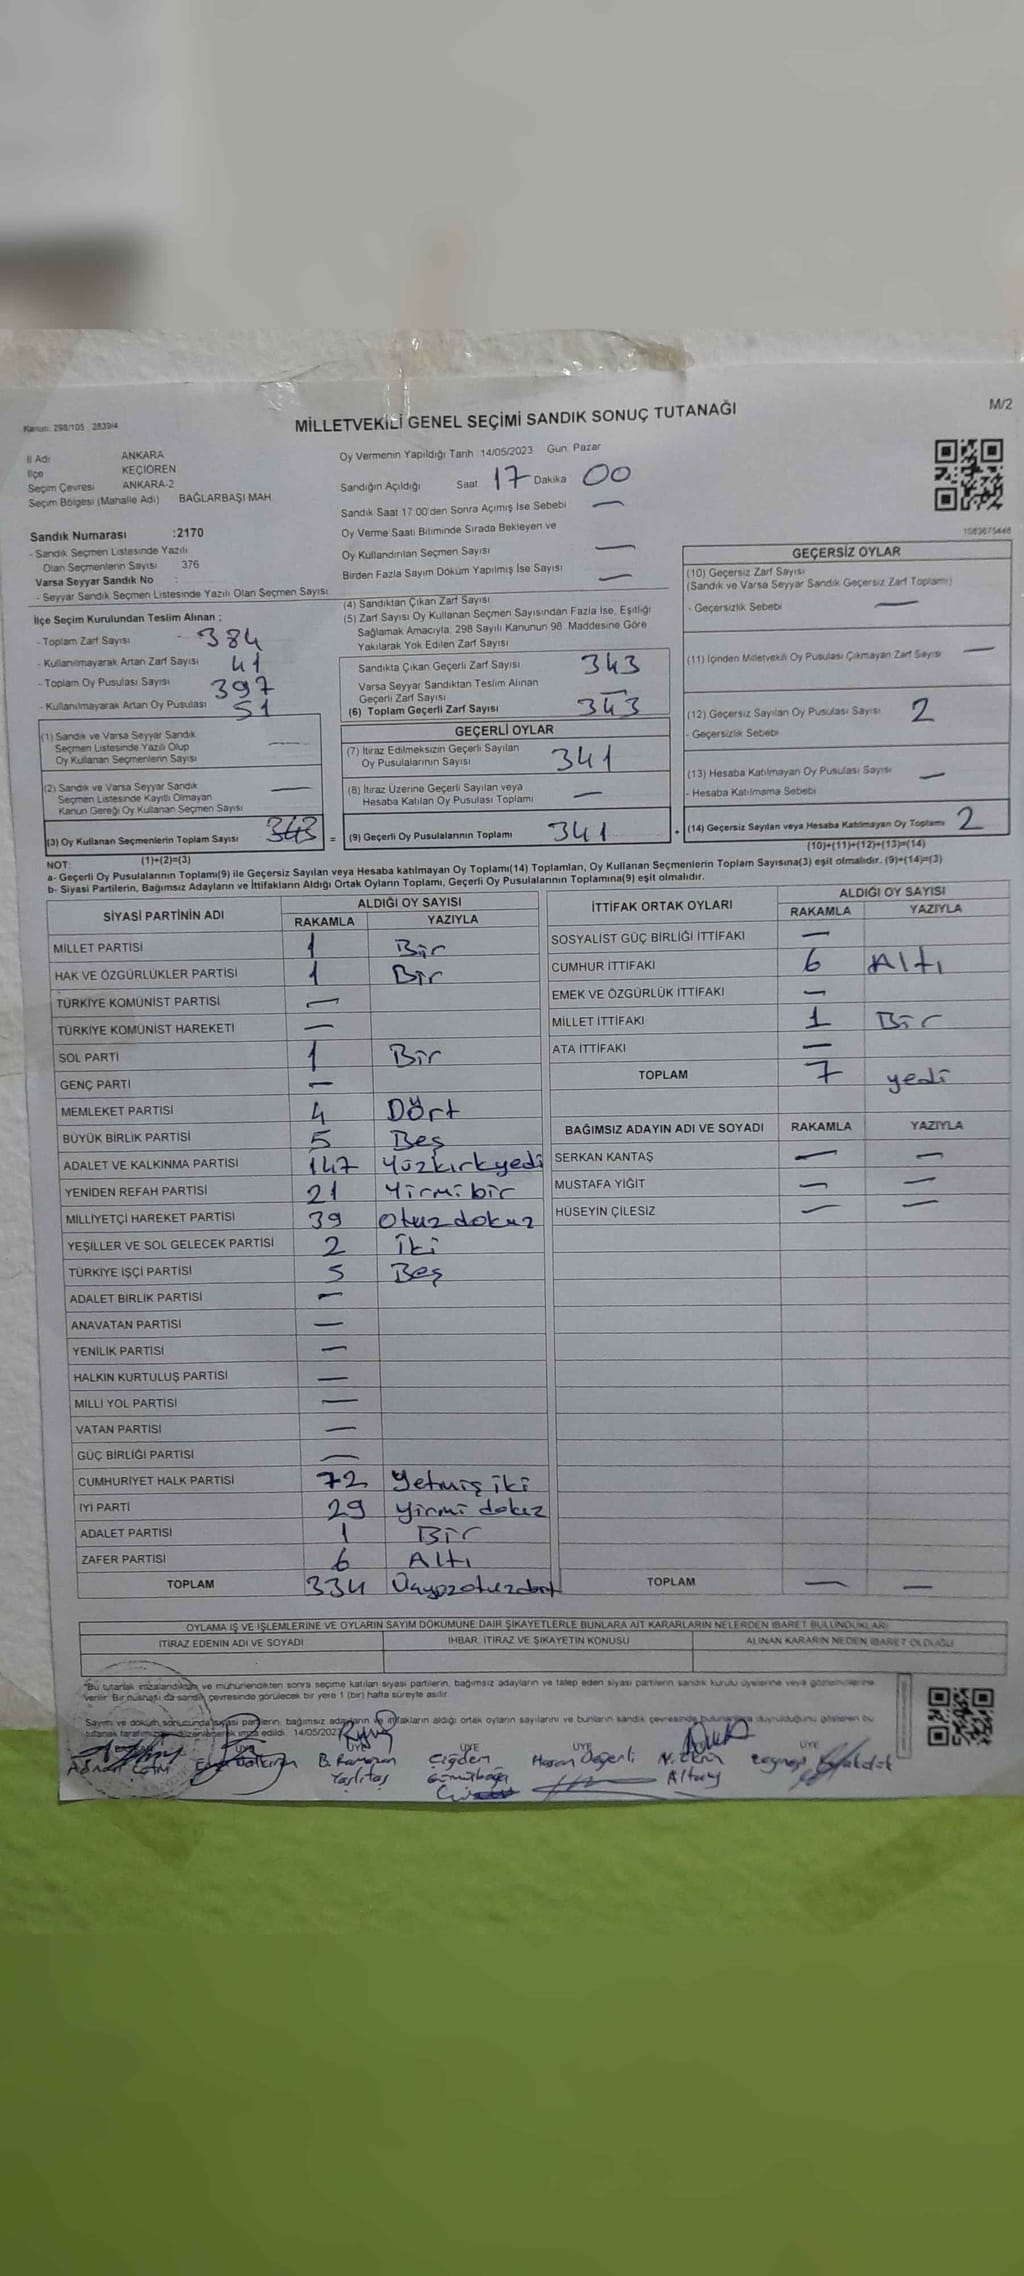 Kanun: 298/105 2839/4
MİLLETVEKİLİ GENEL SEÇİMİ SANDIK SONUÇ TUTANAĞI
M/2
İl Adı ANKARA
İlçe KEÇİÖREN
Seçim Çevresi ANKARA-2
Seçim Bölgesi (Mahalle Adı) BAĞLARBAŞI MAH.
Oy Vermenin Yapıldığı Tarih 14/05/2023 Gün: Pazar
Sandığın Açıldığı Saat 17 Dakika 00
Sandık Saat 17:00'den Sonra Açmış İse Sebebi —
Oy Verme Saati Bitiminde Sırada Bekleyen ve
Oy Kullandırılan Seçmen Sayısı —
Birden Fazla Sayım Döküm Yapılmış İse Sayısı —
1583675448
Sandık Numarası :2170
- Sandık Seçmen Listesinde Yazılı
Olan Seçmenlerin Sayısı 376
Varsa Seyyar Sandık No :
- Seyyar Sandık Seçmen Listesinde Yazılı Olan Seçmen Sayısı
İlçe Seçim Kurulundan Teslim Alınan ;
- Toplam Zarf Sayısı 384
- Kullanılmayarak Artan Zarf Sayısı 41
- Toplam Oy Pusulası Sayısı 397
- Kullanılmayarak Artan Oy Pusulası 51
(1) Sandık ve Varsa Seyyar Sandık
Seçmen Listesinde Yazılı Olup
Oy Kullanan Seçmenlerin Sayısı —
(2) Sandık ve Varsa Seyyar Sandık
Seçmen Listesinde Kayıtlı Olmayan
Kanun Gereği Oy Kullanan Seçmen Sayısı —
(3) Oy Kullanan Seçmenlerin Toplam Sayısı 343 =
(1)+(2)=(3)
(4) Sandıktan Çıkan Zarf Sayısı
(5) Zarf Sayısı Oy Kullanan Seçmen Sayısından Fazla İse, Eşitliği
Sağlamak Amacıyla, 298 Sayılı Kanunun 98. Maddesine Göre
Yakılarak Yok Edilen Zarf Sayısı
Sandıkta Çıkan Geçerli Zarf Sayısı 343
Varsa Seyyar Sandıktan Teslim Alınan
Geçerli Zarf Sayısı —
(6) Toplam Geçerli Zarf Sayısı 343
GEÇERLİ OYLAR
(7) İtiraz Edilmeksizin Geçerli Sayılan
Oy Pusulalarının Sayısı 341
(8) İtiraz Üzerine Geçerli Sayılan veya
Hesaba Katılan Oy Pusulası Toplamı —
(9) Geçerli Oy Pusulalarının Toplamı 341 +
GEÇERSİZ OYLAR
(10) Geçersiz Zarf Sayısı
(Sandık ve Varsa Seyyar Sandık Geçersiz Zarf Toplamı)
- Geçersizlik Sebebi —
(11) İçinden Milletvekili Oy Pusulası Çıkmayan Zarf Sayısı —
(12) Geçersiz Sayılan Oy Pusulası Sayısı 2
- Geçersizlik Sebebi
(13) Hesaba Katılmayan Oy Pusulası Sayısı —
- Hesaba Katılmama Sebebi
(14) Geçersiz Sayılan veya Hesaba Katılmayan Oy Toplamı 2
(10)+(11)+(12)+(13)=(14)
NOT:
a- Geçerli Oy Pusulalarının Toplamı(9) ile Geçersiz Sayılan veya Hesaba katılmayan Oy Toplamı(14) Toplamları, Oy Kullanan Seçmenlerin Toplam Sayısına(3) eşit olmalıdır. (9)+(14)=(3)
b- Siyasi Partilerin, Bağımsız Adayların ve İttifakların Aldığı Ortak Oyların Toplamı, Geçerli Oy Pusulalarının Toplamına(9) eşit olmalıdır.
SİYASİ PARTİNİN ADI ALDIĞI OY SAYISI
RAKAMLA YAZIYLA
MİLLET PARTİSİ 1 Bir
HAK VE ÖZGÜRLÜKLER PARTİSİ 1 Bir
TÜRKİYE KOMÜNİST PARTİSİ —
TÜRKİYE KOMÜNİST HAREKETİ —
SOL PARTİ 1 Bir
GENÇ PARTİ —
MEMLEKET PARTİSİ 4 Dört
BÜYÜK BİRLİK PARTİSİ 5 Beş
ADALET VE KALKINMA PARTİSİ 147 Yüzkırkyedi
YENİDEN REFAH PARTİSİ 21 Yirmibir
MİLLİYETÇİ HAREKET PARTİSİ 39 Otuzdokuz
YEŞİLLER VE SOL GELECEK PARTİSİ 2 İki
TÜRKİYE İŞÇİ PARTİSİ 5 Beş
ADALET BİRLİK PARTİSİ —
ANAVATAN PARTİSİ —
YENİLİK PARTİSİ —
HALKIN KURTULUŞ PARTİSİ —
MİLLİ YOL PARTİSİ —
VATAN PARTİSİ —
GÜÇ BİRLİĞİ PARTİSİ —
CUMHURİYET HALK PARTİSİ 72 Yetmiş iki
İYİ PARTİ 29 Yirmi dokuz
ADALET PARTİSİ 1 Bir
ZAFER PARTİSİ 6 Altı
TOPLAM 334 Üçyüzotuzdört
İTTİFAK ORTAK OYLARI ALDIĞI OY SAYISI
RAKAMLA YAZIYLA
SOSYALİST GÜÇ BİRLİĞİ İTTİFAKI —
CUMHUR İTTİFAKI 6 Altı
EMEK VE ÖZGÜRLÜK İTTİFAKI —
MİLLET İTTİFAKI 1 Bir
ATA İTTİFAKI —
TOPLAM 7 yedi
BAĞIMSIZ ADAYIN ADI VE SOYADI RAKAMLA YAZIYLA
SERKAN KANTAŞ — —
MUSTAFA YİĞİT — —
HÜSEYİN ÇİLESİZ — —
TOPLAM — —
OYLAMA İŞ VE İŞLEMLERİNE VE OYLARIN SAYIM DÖKÜMÜNE DAİR ŞİKAYETLERLE BUNLARA AİT KARARLARIN NELERDEN İBARET BULUNDUKLARI
İTİRAZ EDENİN ADI VE SOYADI İHBAR, İTİRAZ VE ŞİKAYETİN KONUSU ALINAN KARARIN NEDEN İBARET OLDUĞU
*Bu tutanak imzalandıktan ve mühürlendikten sonra seçime katılan siyasi partilerin, bağımsız adayların ve talep eden siyasi partilerin sandık kurulu üyelerine veya gözlemcilerine
verilir. Bir nüshası da sandık çevresinde görülecek bir yere 1 (bir) hafta süreyle asılır.
Sayım ve döküm sonucunda siyasi partilerin, bağımsız adayların ve ittifakların aldığı ortak oyların sayılarını ve bunların sandık çevresinde bulunanlara duyurulduğunu gösteren bu
tutanak tarafımızca düzenlenerek imza edildi. 14/05/2023
ÜYE ÜYE ÜYE ÜYE ÜYE
B. Ramazan Çiğdem Hasan Değerli
Altay